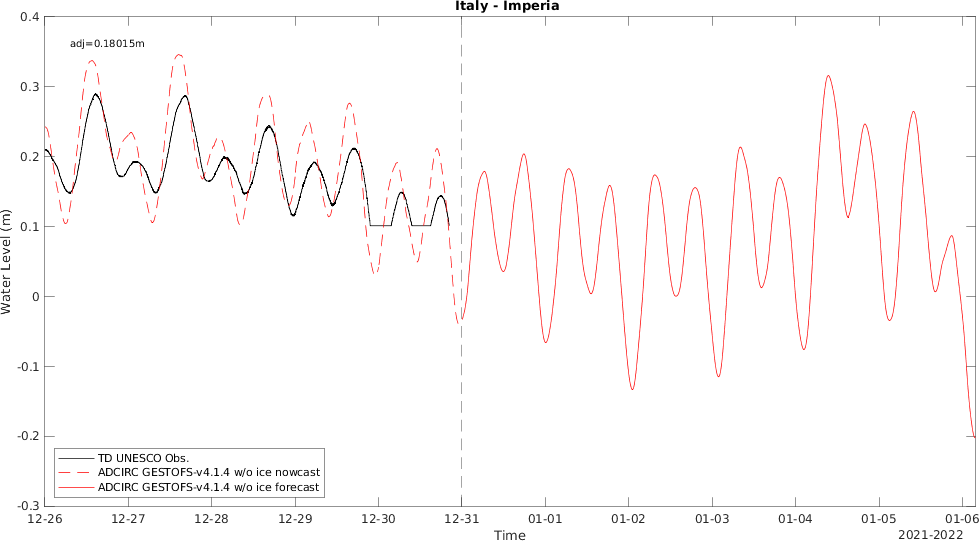 Italy - Imperia
adj=0.18015m
0.4
0.3
0.2
0.1
0
-0.1
-0.2
-0.3
Water Level (m)
TD UNESCO Obs.
ADCIRC GESTOFS-v4.1.4 w/o ice nowcast
ADCIRC GESTOFS-v4.1.4 w/o ice forecast
12-26 12-27 12-28 12-29 12-30 12-31 01-01 01-02 01-03 01-04 01-05 01-06
Time
2021-2022